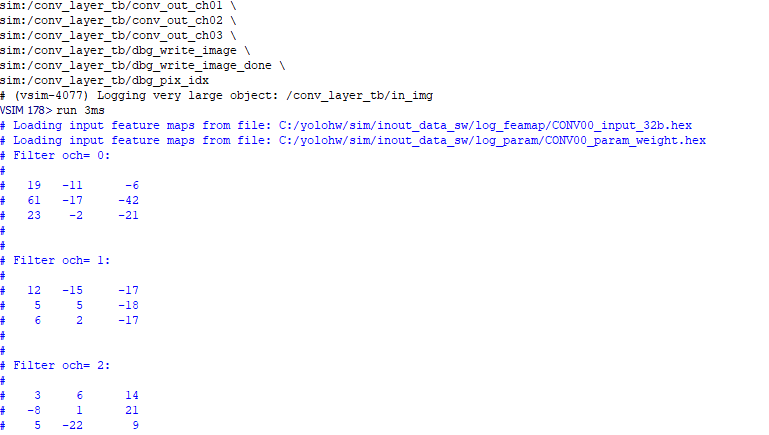 sim:/conv_layer_tb/conv_out_ch01 \
sim:/conv_layer_tb/conv_out_ch02 \
sim:/conv_layer_tb/conv_out_ch03 \
sim:/conv_layer_tb/dbg_write_image \
sim:/conv_layer_tb/dbg_write_image_done \
sim:/conv_layer_tb/dbg_pix_idx
# (vsim-4077) Logging very large object: /conv_layer_tb/in_img
VSIM 178> run 3ms
# Loading input feature maps from file: C:/yolohw/sim/inout_data_sw/log_feamap/CONV00_input_32b.hex
# Loading input feature maps from file: C:/yolohw/sim/inout_data_sw/log_param/CONV00_param_weight.hex
# Filter och= 0:
#
# 19 -11 -6
# 61 -17 -42
# 23 -2 -21
#
#
# Filter och= 1:
#
# 12 -15 -17
# 5 5 -18
# 6 2 -17
#
#
# Filter och= 2:
#
# 3 6 14
# -8 1 21
# 5 -22 9